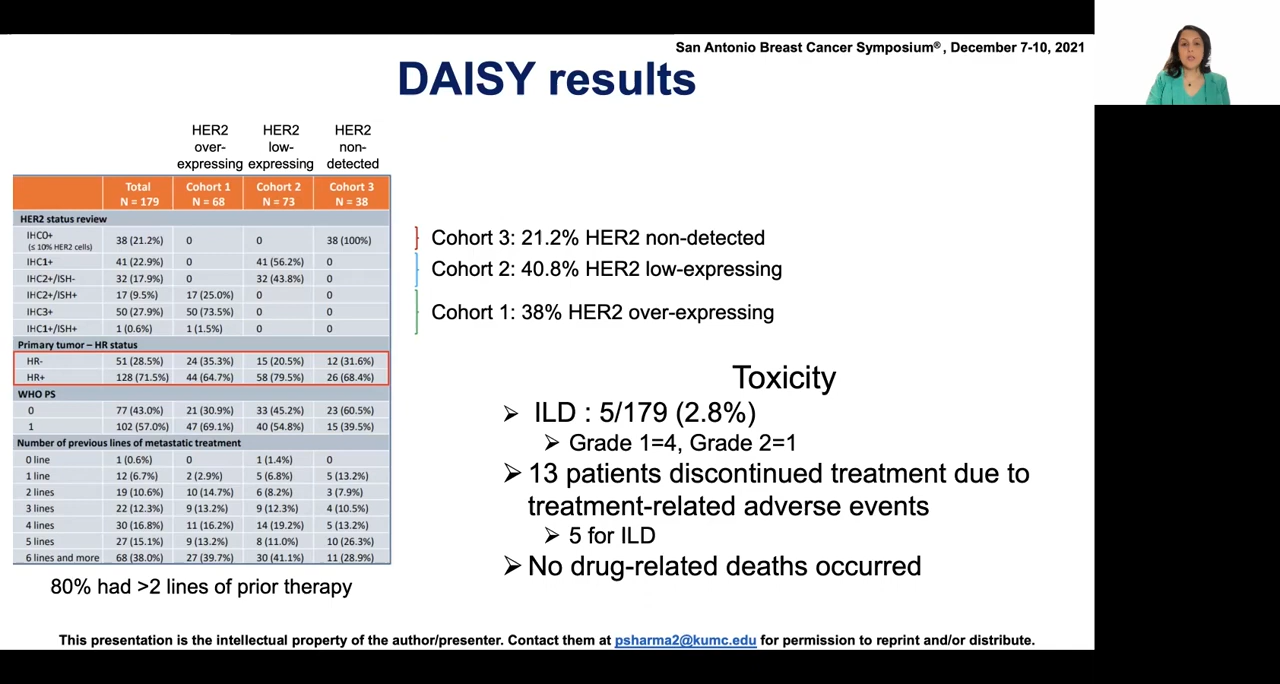 San Antonio Breast Cancer Symposium®, December 7-10, 2021
DAISY results
HER2 over-expressing HER2 low-expressing HER2 non-detected
Total N = 179 Cohort 1 N = 68 Cohort 2 N = 73 Cohort 3 N = 38
HER2 status review
IHC0+ (≤ 10% HER2 cells) 38 (21.2%) 0 0 38 (100%)
IHC1+ 41 (22.9%) 0 41 (56.2%) 0
IHC2+/ISH- 32 (17.9%) 0 32 (43.8%) 0
IHC2+/ISH+ 17 (9.5%) 17 (25.0%) 0 0
IHC3+ 50 (27.9%) 50 (73.5%) 0 0
IHC1+/ISH+ 1 (0.6%) 1 (1.5%) 0 0
Primary tumor – HR status
HR- 51 (28.5%) 24 (35.3%) 15 (20.5%) 12 (31.6%)
HR+ 128 (71.5%) 44 (64.7%) 58 (79.5%) 26 (68.4%)
WHO PS
0 77 (43.0%) 21 (30.9%) 33 (45.2%) 23 (60.5%)
1 102 (57.0%) 47 (69.1%) 40 (54.8%) 15 (39.5%)
Number of previous lines of metastatic treatment
0 line 1 (0.6%) 0 1 (1.4%) 0
1 line 12 (6.7%) 2 (2.9%) 5 (6.8%) 5 (13.2%)
2 lines 19 (10.6%) 10 (14.7%) 6 (8.2%) 3 (7.9%)
3 lines 22 (12.3%) 9 (13.2%) 9 (12.3%) 4 (10.5%)
4 lines 30 (16.8%) 11 (16.2%) 14 (19.2%) 5 (13.2%)
5 lines 27 (15.1%) 9 (13.2%) 8 (11.0%) 10 (26.3%)
6 lines and more 68 (38.0%) 27 (39.7%) 30 (41.1%) 11 (28.9%)
80% had >2 lines of prior therapy
Cohort 3: 21.2% HER2 non-detected
Cohort 2: 40.8% HER2 low-expressing
Cohort 1: 38% HER2 over-expressing
Toxicity
ILD : 5/179 (2.8%)
Grade 1=4, Grade 2=1
13 patients discontinued treatment due to
treatment-related adverse events
5 for ILD
No drug-related deaths occurred
This presentation is the intellectual property of the author/presenter. Contact them at psharma2@kumc.edu for permission to reprint and/or distribute.